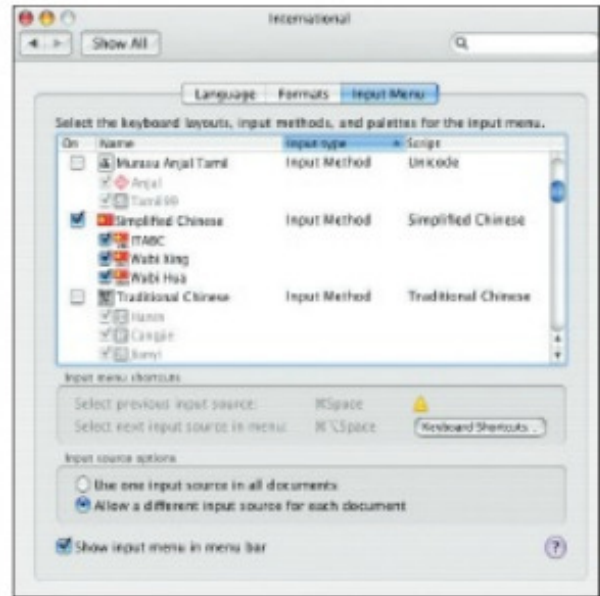 International
Show All
Language Formats Input Menu
Select the keyboard layouts, input methods, and palettes for the input menu.
On Name Input type Script
Murasu Anjal Tamil Input Method Unicode
Anjal
Tamil99
Simplified Chinese Input Method Simplified Chinese
ITABC
Wubi Xing
Wubi Hua
Traditional Chinese Input Method Traditional Chinese
Hanin
Cangjie
Jianyi
Input menu shortcuts
Select previous input source: ⌘Space
Select next input source in menu: ⌘⌥Space Keyboard Shortcuts...
Input source options
Use one input source in all documents
Allow a different input source for each document
Show input menu in menu bar ?